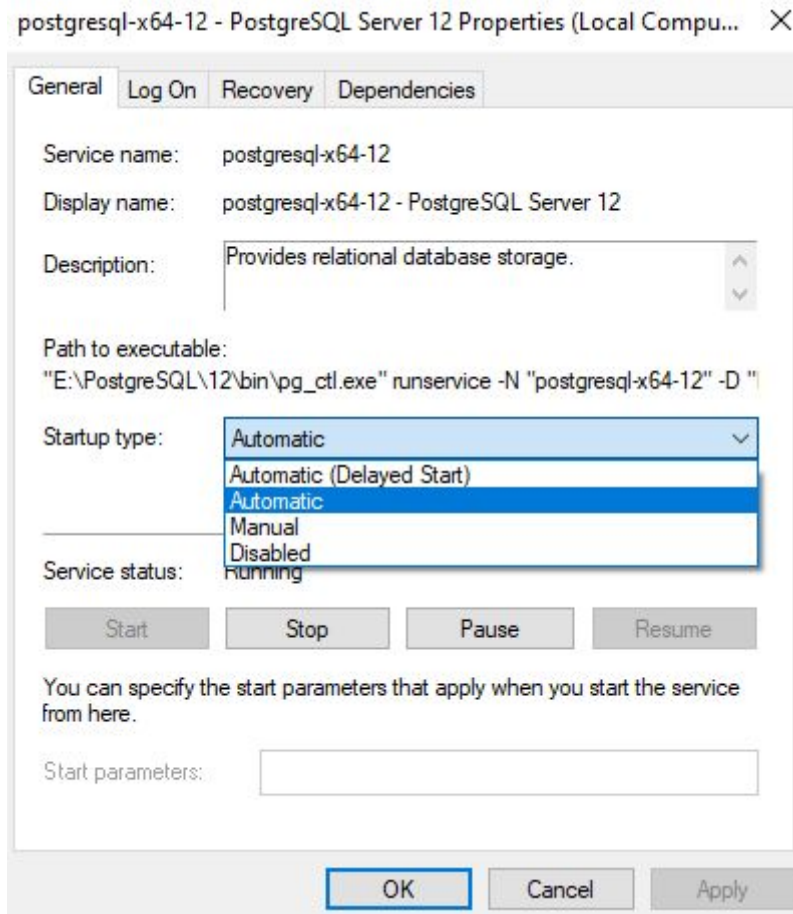 postgresql-x64-12 - PostgreSQL Server 12 Properties (Local Compu...
General Log On Recovery Dependencies
Service name: postgresql-x64-12
Display name: postgresql-x64-12 - PostgreSQL Server 12
Description: Provides relational database storage.
Path to executable:
"E:\PostgreSQL\12\bin\pg_ctl.exe" runservice -N "postgresql-x64-12" -D "
Startup type: Automatic
Automatic (Delayed Start)
Automatic
Manual
Disabled
Service status: Running
Start Stop Pause Resume
You can specify the start parameters that apply when you start the service
from here.
Start parameters:
OK Cancel Apply